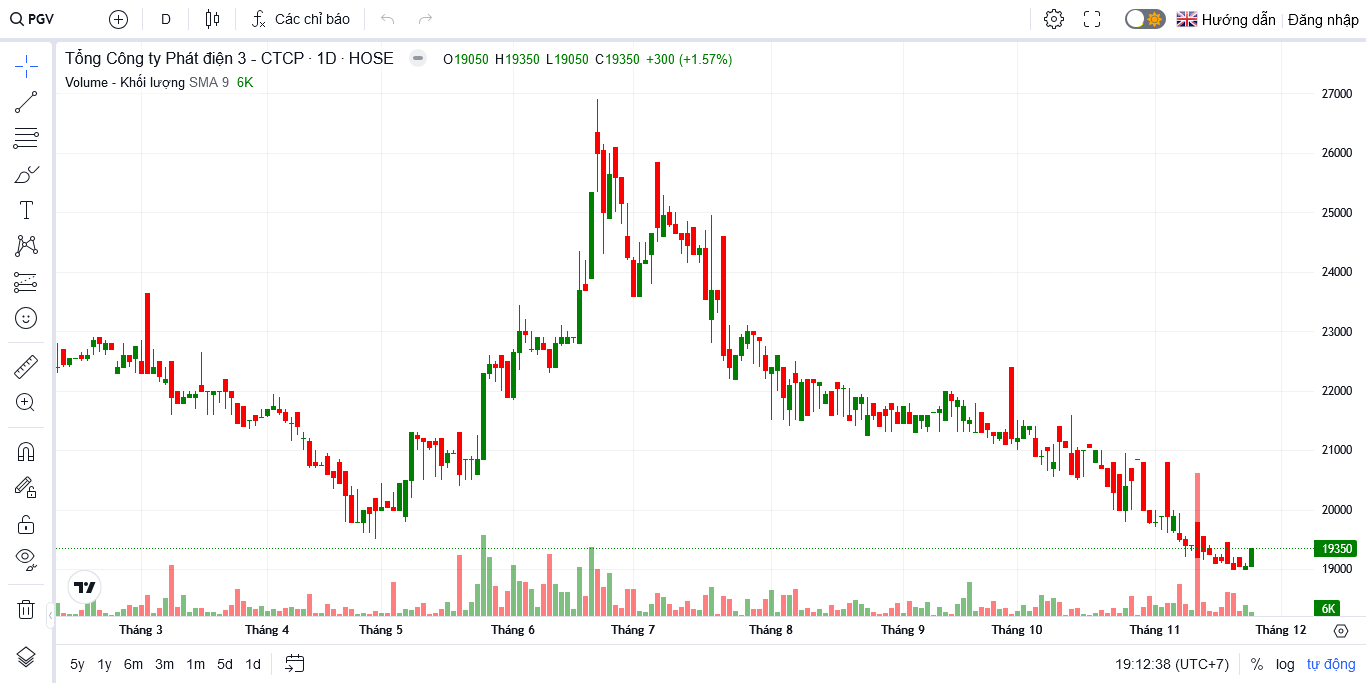 PGV D Các chỉ báo Hướng dẫn Đăng nhập
Tổng Công ty Phát điện 3 - CTCP · 1D · HOSE O19050 H19350 L19050 C19350 +300 (+1.57%)
Volume - Khối lượng SMA 9 6K
27000
26000
25000
24000
23000
22000
21000
20000
19350
19000
6K
Tháng 3 Tháng 4 Tháng 5 Tháng 6 Tháng 7 Tháng 8 Tháng 9 Tháng 10 Tháng 11 Tháng 12
5y 1y 6m 3m 1m 5d 1d 19:12:38 (UTC+7) % log tự động